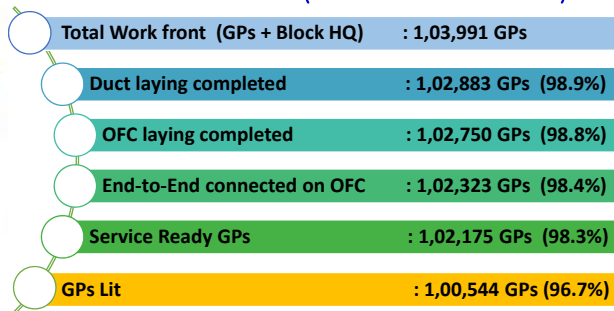 Total Work front (GPs + Block HQ) : 1,03,991 GPs
Duct laying completed : 1,02,883 GPs (98.9%)
OFC laying completed : 1,02,750 GPs (98.8%)
End-to-End connected on OFC : 1,02,323 GPs (98.4%)
Service Ready GPs : 1,02,175 GPs (98.3%)
GPs Lit : 1,00,544 GPs (96.7%)